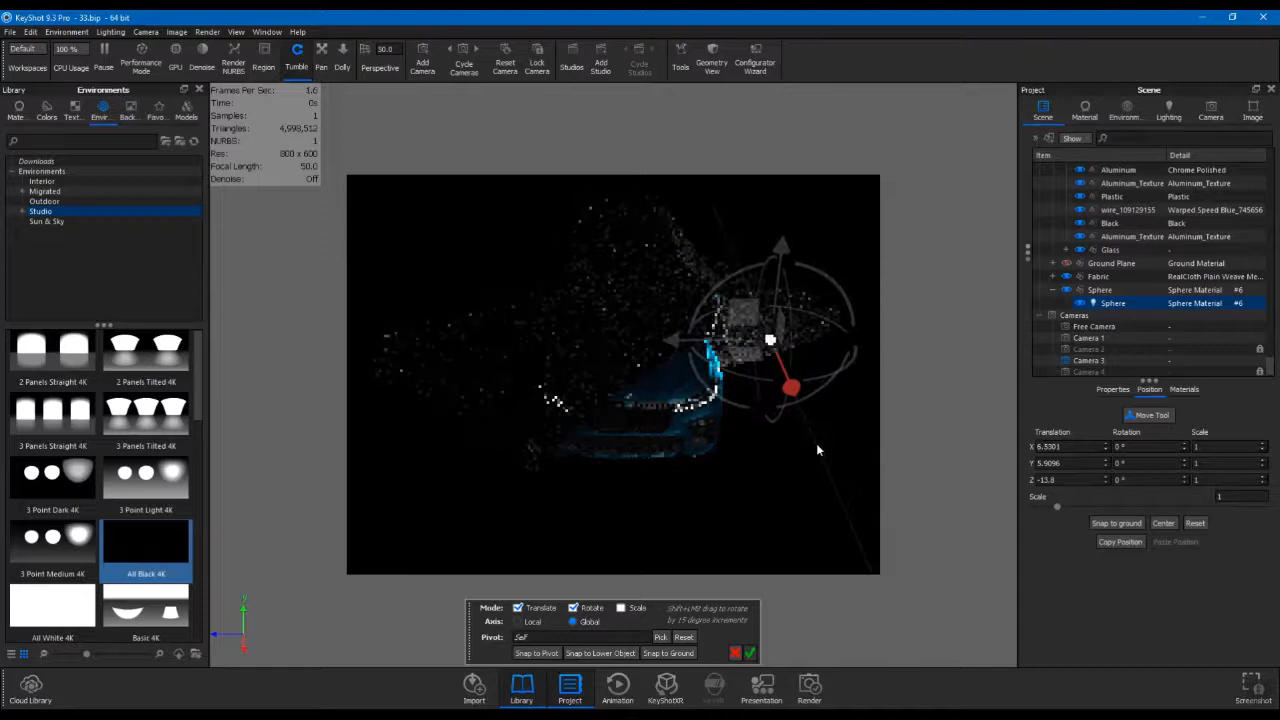 KeyShot 9.3 Pro - 33.bip - 64 bit
File Edit Environment Lighting Camera Image Render View Window Help
Default 100 % 50.0
Workspaces CPU Usage Pause Performance Mode GPU Denoise Render NURBS Region Tumble Pan Dolly Perspective Add Camera Cycle Cameras Reset Camera Lock Camera Studios Add Studio Cycle Studios Tools Geometry View Configurator Wizard
Library Environments
Mate... Colors Text... Envir... Back... Favo... Models
Downloads
Environments
Interior
Migrated
Outdoor
Studio
Sun & Sky
2 Panels Straight 4K 2 Panels Tilted 4K
3 Panels Straight 4K 3 Panels Tilted 4K
3 Point Dark 4K 3 Point Light 4K
3 Point Medium 4K All Black 4K
All White 4K Basic 4K
Frames Per Sec: 1.6
Time: 0s
Samples: 1
Triangles: 4,998,512
NURBS: 1
Res: 800 x 600
Focal Length: 50.0
Denoise: Off
y
Mode: Translate Rotate Scale Shift+LMB drag to rotate
Axis: Local Global by 15 degree increments
Pivot: Self Pick Reset
Snap to Pivot Snap to Lower Object Snap to Ground
Project Scene
Scene Material Environm... Lighting Camera Image
Show...
Item Detail
Aluminum Chrome Polished
Aluminum_Texture Aluminum_Texture
Plastic Plastic
wire_109129155 Warped Speed Blue_745656
Black Black
Aluminum_Texture Aluminum_Texture
Glass -
Ground Plane Ground Material
Fabric RealCloth Plain Weave Me...
Sphere Sphere Material #6
Sphere Sphere Material #6
Cameras
Free Camera -
Camera 1 -
Camera 2 -
Camera 3 -
Camera 4 -
Properties Position Materials
Move Tool
Translation Rotation Scale
X 6.5301 0 ° 1
Y 5.9096 0 ° 1
Z -13.8 0 ° 1
Scale 1
Snap to ground Center Reset
Copy Position Paste Position
Cloud Library Import Library Project Animation KeyShotXR Presentation Render Screenshot